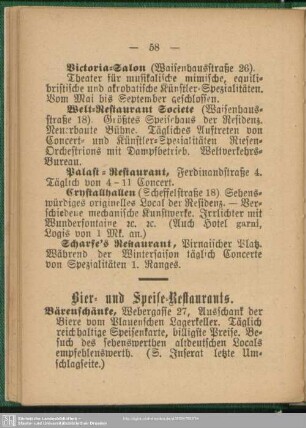 — 58 —
Victoria-Salon (Waisenhausstraße 26).
Theater für musikalische mimische, equili-
bristische und akrobatische Künstler-Spezialitäten.
Vom Mai bis September geschlossen.
Welt-Restaurant Societé (Waisenhaus-
straße 18). Größtes Speisehaus der Residenz.
Neuerbaute Bühne. Tägliches Auftreten von
Concert- und Künstler-Spezialitäten Riesen-
Orchestrions mit Dampfbetrieb. Weltverkehrs-
Bureau.
Palast-Restaurant, Ferdinandstraße 4.
Täglich von 4-11 Concert.
Crystallhallen (Scheffelstraße 18) Sehens-
würdiges originelles Local der Residenz. — Ver-
schiedene mechanische Kunstwerke. Irrlichter mit
Wunderfontaine ꝛc. ꝛc. (Auch Hotel garni,
Logis von 1 Mk. an.)
Scharfe's Restaurant, Pirnaischer Platz.
Während der Wintersaison täglich Concerte
von Spezialitäten 1. Ranges.
Bier- und Speise-Restaurants.
Bärenschänke, Webergasse 27, Ausschank der
Biere vom Plauenschen Lagerkeller. Täglich
reichhaltige Speisenkarte, billigste Preise. Be-
such des sehenswerthen altdeutschen Locals
empfehlenswerth. (S. Inserat letzte Um-
schlagseite.)